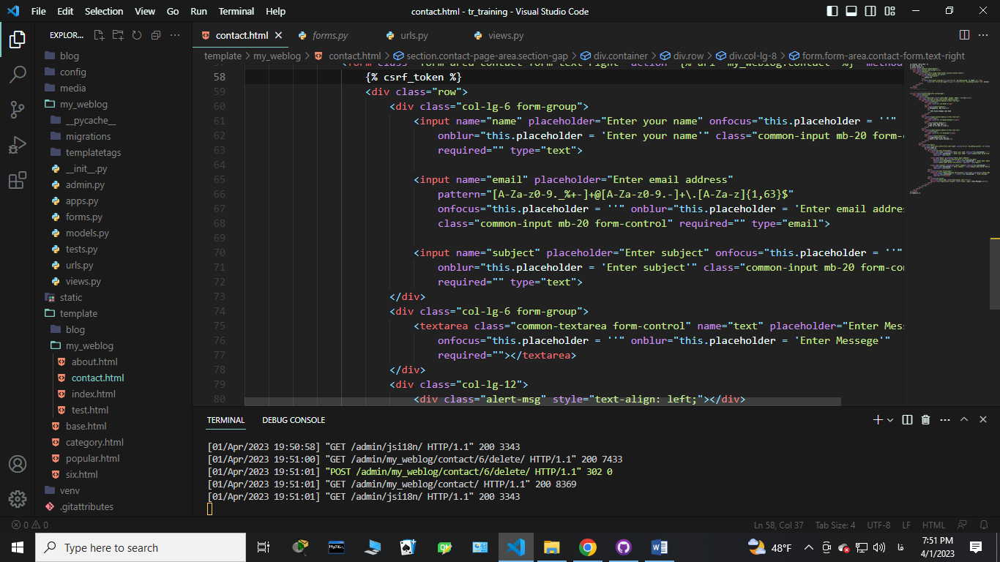 File Edit Selection View Go Run Terminal Help contact.html - tr_training - Visual Studio Code
EXPLOR...
blog
config
media
my_weblog
__pycache__
migrations
templatetags
__init__.py
admin.py
apps.py
forms.py
models.py
tests.py
urls.py
views.py
static
template
blog
my_weblog
about.html
contact.html
index.html
test.html
base.html
category.html
popular.html
six.html
venv
.gitattributes
contact.html forms.py urls.py views.py
template > my_weblog > contact.html > section.contact-page-area.section-gap > div.container > div.row > div.col-lg-8 > form.form-area.contact-form.text-right
58 {% csrf_token %}
59 <div class="row">
60 <div class="col-lg-6 form-group">
61 <input name="name" placeholder="Enter your name" onfocus="this.placeholder = ''"
62 onblur="this.placeholder = 'Enter your name'" class="common-input mb-20 form-
63 required="" type="text">
64
65 <input name="email" placeholder="Enter email address"
66 pattern="[A-Za-z0-9._%+-]+@[A-Za-z0-9.-]+\.[A-Za-z]{1,63}$"
67 onfocus="this.placeholder = ''" onblur="this.placeholder = 'Enter email addre
68 class="common-input mb-20 form-control" required="" type="email">
69
70 <input name="subject" placeholder="Enter subject" onfocus="this.placeholder = ''"
71 onblur="this.placeholder = 'Enter subject'" class="common-input mb-20 form-co
72 required="" type="text">
73 </div>
74 <div class="col-lg-6 form-group">
75 <textarea class="common-textarea form-control" name="text" placeholder="Enter Mes
76 onfocus="this.placeholder = ''" onblur="this.placeholder = 'Enter Messege'"
77 required=""></textarea>
78 </div>
79 <div class="col-lg-12">
80 <div class="alert-msg" style="text-align: left;"></div>
TERMINAL DEBUG CONSOLE
[01/Apr/2023 19:50:58] "GET /admin/jsi18n/ HTTP/1.1" 200 3343
[01/Apr/2023 19:51:00] "GET /admin/my_weblog/contact/6/delete/ HTTP/1.1" 200 7433
[01/Apr/2023 19:51:01] "POST /admin/my_weblog/contact/6/delete/ HTTP/1.1" 302 0
[01/Apr/2023 19:51:01] "GET /admin/my_weblog/contact/ HTTP/1.1" 200 8369
[01/Apr/2023 19:51:01] "GET /admin/jsi18n/ HTTP/1.1" 200 3343
0 0 Ln 58, Col 37 Tab Size: 4 UTF-8 LF HTML
Type here to search 48°F فا 7:51 PM
4/1/2023